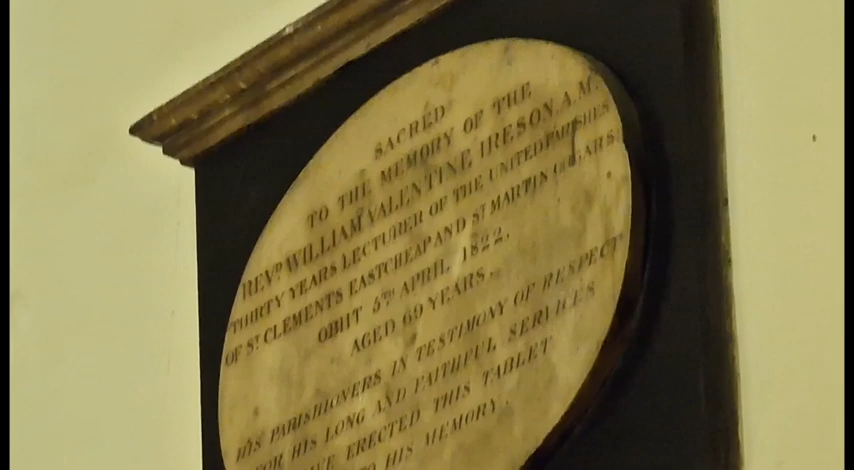 SACRED
TO THE MEMORY OF THE
REVD. WILLIAM VALENTINE IRESON, A.M.
THIRTY YEARS LECTURER OF THE UNITED PARISHES
OF ST. CLEMENTS EASTCHEAP AND ST MARTIN ORGARS:
OBIIT 5TH APRIL 1822.
AGED 69 YEARS.
HIS PARISHIONERS IN TESTIMONY OF RESPECT
FOR HIS LONG AND FAITHFUL SERVICES
HAVE ERECTED THIS TABLET
TO HIS MEMORY.